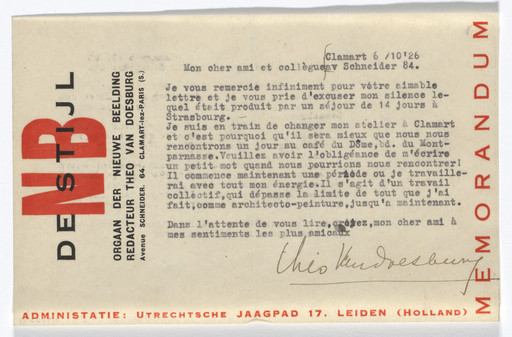 NB
DE STIJL
ORGAAN DER NIEUWE BEELDING
REDACTEUR THEO VAN DOESBURG
Avenue SCHNEIDER. 64. CLAMART-lez-PARIS (S.)
Clamart 6 /10'26
Mon cher ami et collègue av Schneider 84.
Je vous remercie infiniment pour vôtre aimable
lettre et je vous prie d'excuser mon silence le-
quel était produit par un séjour de 14 jours à
Strasbourg.—
Je suis en train de changer mon atelier à Clamart
et c'est pourquoi qu'il sera mieux que nous nous
rencontrons un jour au café du Dôme, bd. du Mont-
parnasse. Veuilles avoir l'obligéance de m'écrire
un petit mot quand nous pourrions nous rencontrer!
Il commence maintenant une période ou je travaille-
rai avec tout mon énergie. Il s'agit d'un travail
collectif, qui dépasse la limite de tout que j'ai
fait, comme architecto-peinture, jusqu'a maintenant.
Dans l'attente de vous lire, croyez, mon cher ami à
mes sentiments les plus amicaux
Théo Van Doesburg
MEMORANDUM
ADMINISTATIE: UTRECHTSCHE JAAGPAD 17. LEIDEN (HOLLAND)